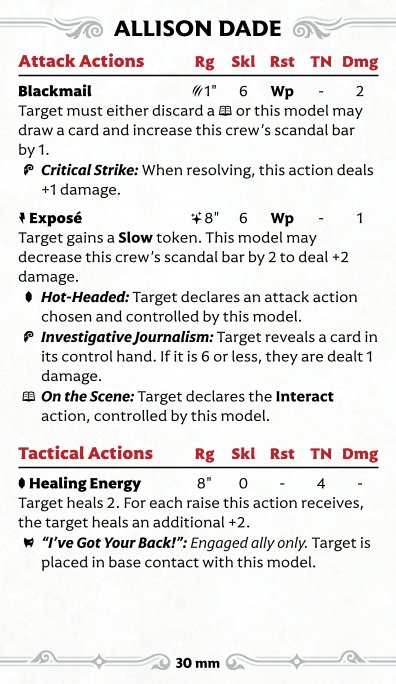 ALLISON DADE
Attack Actions Rg Skl Rst TN Dmg
Blackmail 1" 6 Wp - 2
Target must either discard a or this model may
draw a card and increase this crew's scandal bar
by 1.
Critical Strike: When resolving, this action deals
+1 damage.
Exposé 8" 6 Wp - 1
Target gains a Slow token. This model may
decrease this crew's scandal bar by 2 to deal +2
damage.
Hot-Headed: Target declares an attack action
chosen and controlled by this model.
Investigative Journalism: Target reveals a card in
its control hand. If it is 6 or less, they are dealt 1
damage.
On the Scene: Target declares the Interact
action, controlled by this model.
Tactical Actions Rg Skl Rst TN Dmg
Healing Energy 8" 0 - 4 -
Target heals 2. For each raise this action receives,
the target heals an additional +2.
“I’ve Got Your Back!”: Engaged ally only. Target is
placed in base contact with this model.
30 mm